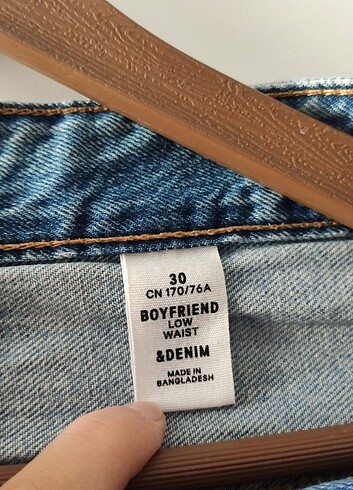 30
CN 170/76A
BOYFRIEND
LOW
WAIST
&DENIM
MADE IN
BANGLADESH